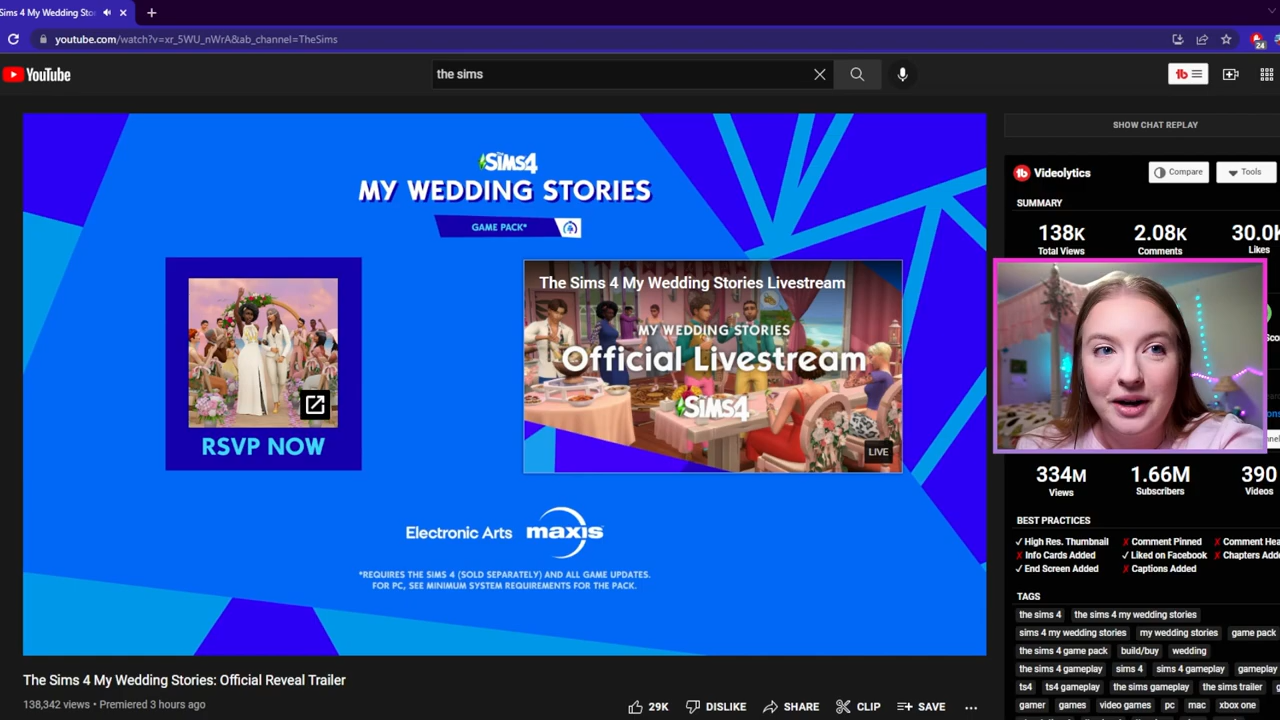 Sims 4 My Wedding Stor
youtube.com/watch?v=xr_5WU_nWrA&ab_channel=TheSims
24
YouTube
the sims
tb
SHOW CHAT REPLAY
The SIMS4
MY WEDDING STORIES
GAME PACK*
RSVP NOW
The Sims 4 My Wedding Stories Livestream
MY WEDDING STORIES
Official Livestream
The SIMS4
LIVE
Electronic Arts maxis
*REQUIRES THE SIMS 4 (SOLD SEPARATELY) AND ALL GAME UPDATES.
FOR PC, SEE MINIMUM SYSTEM REQUIREMENTS FOR THE PACK.
The Sims 4 My Wedding Stories: Official Reveal Trailer
138,342 views • Premiered 3 hours ago
29K DISLIKE SHARE CLIP SAVE
tb Videolytics Compare Tools
SUMMARY
138K 2.08K 30.0K
Total Views Comments Likes
334M 1.66M 390
Views Subscribers Videos
BEST PRACTICES
✓ High Res. Thumbnail ✗ Comment Pinned ✗ Comment Hea
✗ Info Cards Added ✓ Liked on Facebook ✗ Chapters Adde
✓ End Screen Added ✗ Captions Added
TAGS
the sims 4 the sims 4 my wedding stories
sims 4 my wedding stories my wedding stories game pack
the sims 4 game pack build/buy wedding
the sims 4 gameplay sims 4 sims 4 gameplay gameplay
ts4 ts4 gameplay the sims gameplay the sims trailer
gamer games video games pc mac xbox one